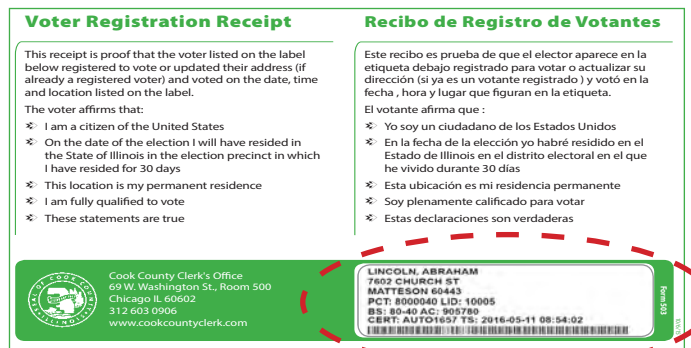 Voter Registration Receipt
This receipt is proof that the voter listed on the label
below registered to vote or updated their address (if
already a registered voter) and voted on the date, time
and location listed on the label.
The voter affirms that:
I am a citizen of the United States
On the date of the election I will have resided in
the State of Illinois in the election precinct in which
I have resided for 30 days
This location is my permanent residence
I am fully qualified to vote
These statements are true
Recibo de Registro de Votantes
Este recibo es prueba de que el elector aparece en la
etiqueta debajo registrado para votar o actualizar su
dirección (si ya es un votante registrado ) y votó en la
fecha , hora y lugar que figuran en la etiqueta.
El votante afirma que :
Yo soy un ciudadano de los Estados Unidos
En la fecha de la elección yo habré residido en el
Estado de Illinois en el distrito electoral en el que
he vivido durante 30 días
Esta ubicación es mi residencia permanente
Soy plenamente calificado para votar
Estas declaraciones son verdaderas
COOK COUNTY
ILLINOIS
Cook County Clerk's Office
69 W. Washington St., Room 500
Chicago IL 60602
312 603 0906
www.cookcountyclerk.com
LINCOLN, ABRAHAM
7602 CHURCH ST
MATTESON 60443
PCT: 8000040 LID: 10005
BS: 80-40 AC: 905780
CERT: AUTO1657 TS: 2016-05-11 08:54:02
Form 503